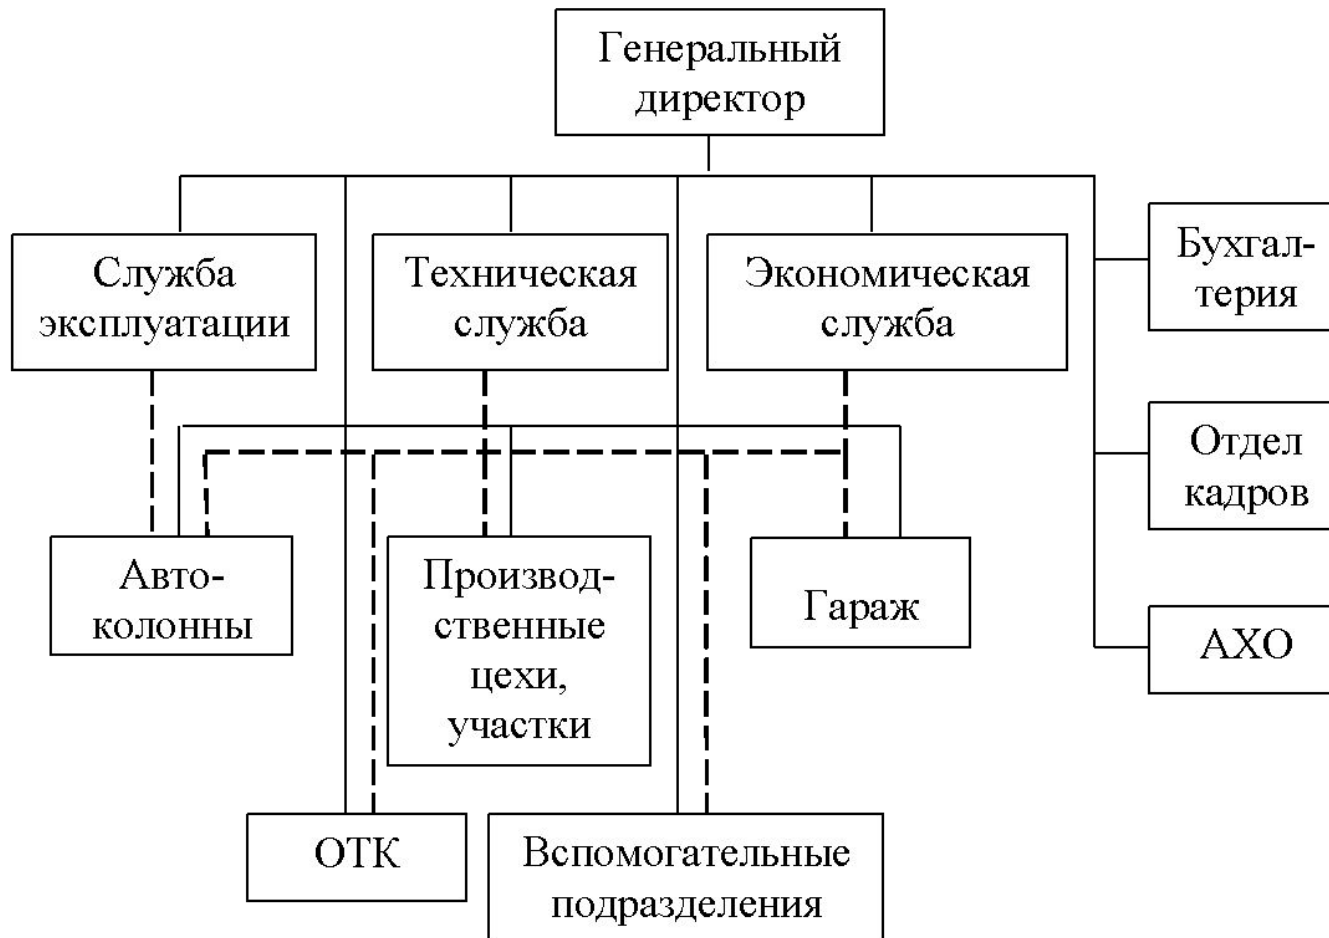 Генеральный
директор
Служба
эксплуатации
Техническая
служба
Экономическая
служба
Бухгал-
терия
Отдел
кадров
АХО
Авто-
колонны
Производ-
ственные
цехи,
участки
Гараж
ОТК
Вспомогательные
подразделения